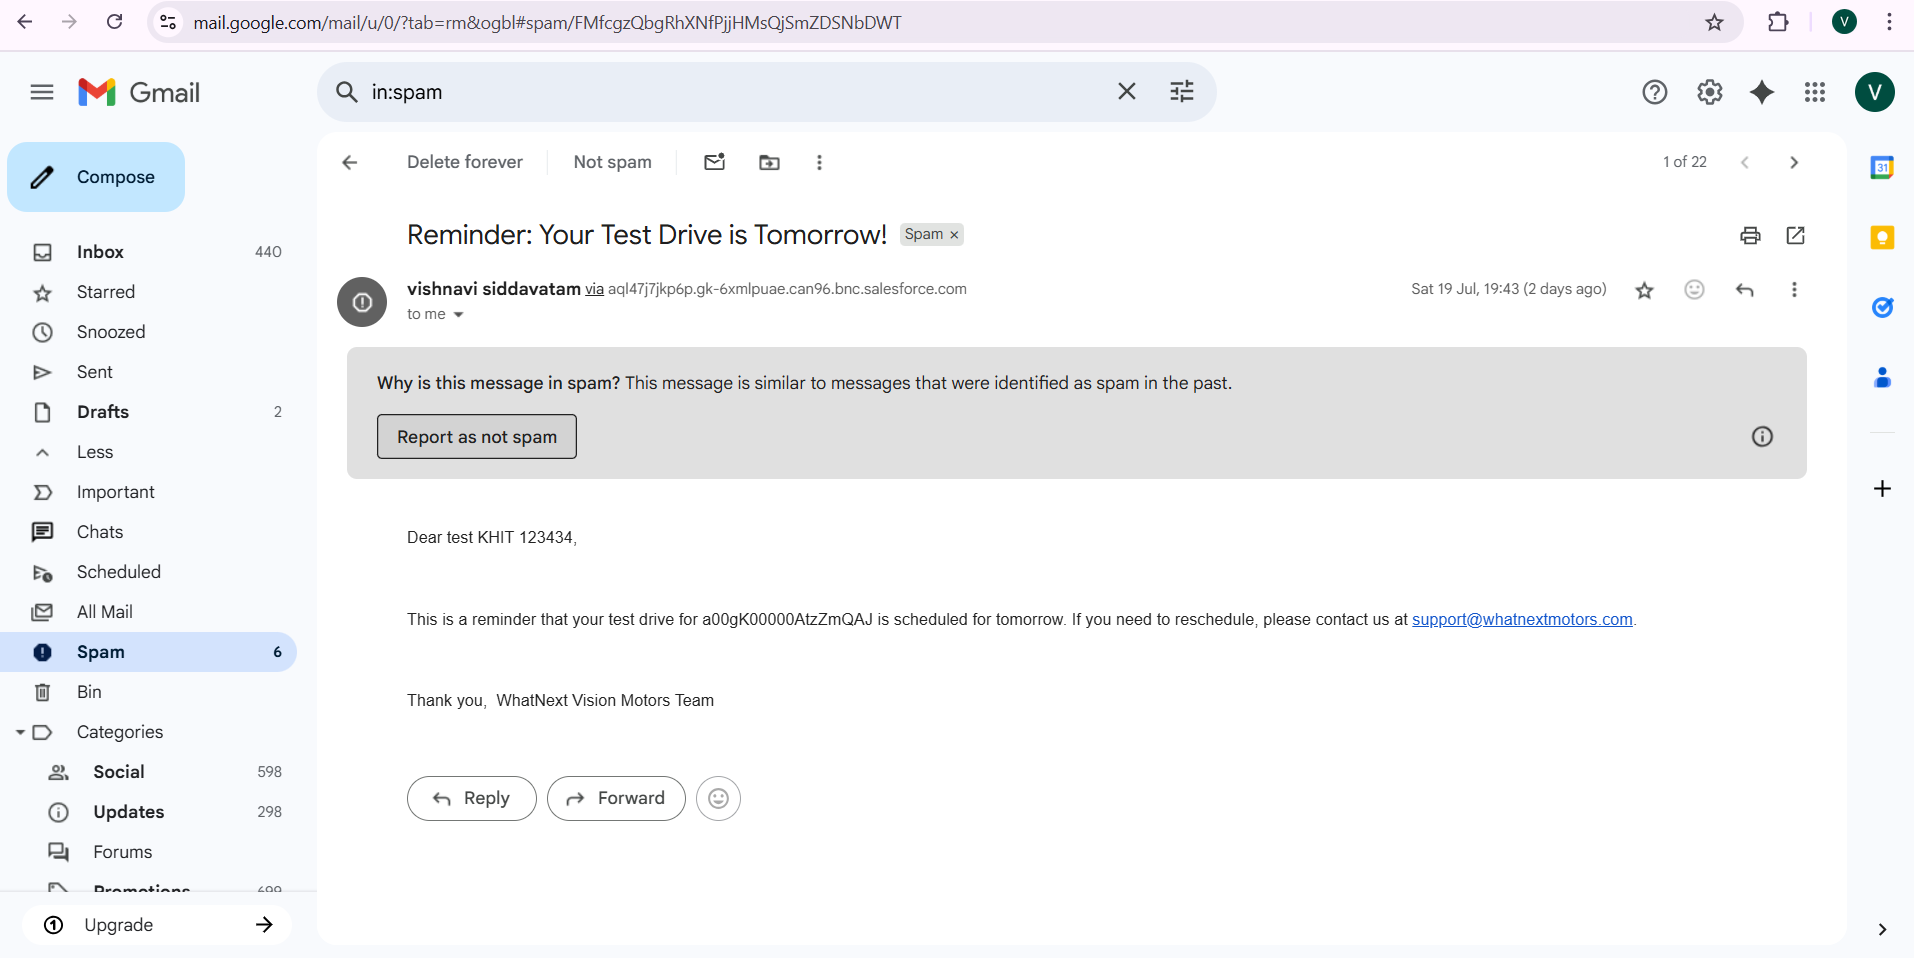 mail.google.com/mail/u/0/?tab=rm&ogbl#spam/FMfcgzQbgRhXNfPjjHMsQjSmZDSNbDWT
V
Gmail
in:spam
V
Compose
Delete forever
Not spam
1 of 22
31
Inbox 440
Starred
Snoozed
Sent
Drafts 2
Less
Important
Chats
Scheduled
All Mail
Spam 6
Bin
Categories
Social 598
Updates 298
Forums
Promotions 699
Upgrade
Reminder: Your Test Drive is Tomorrow! Spam ×
vishnavi siddavatam via aql47j7jkp6p.gk-6xmlpuae.can96.bnc.salesforce.com
Sat 19 Jul, 19:43 (2 days ago)
to me
Why is this message in spam? This message is similar to messages that were identified as spam in the past.
Report as not spam
Dear test KHIT 123434,
This is a reminder that your test drive for a00gK00000AtzZmQAJ is scheduled for tomorrow. If you need to reschedule, please contact us at support@whatnextmotors.com.
Thank you,  WhatNext Vision Motors Team
Reply
Forward